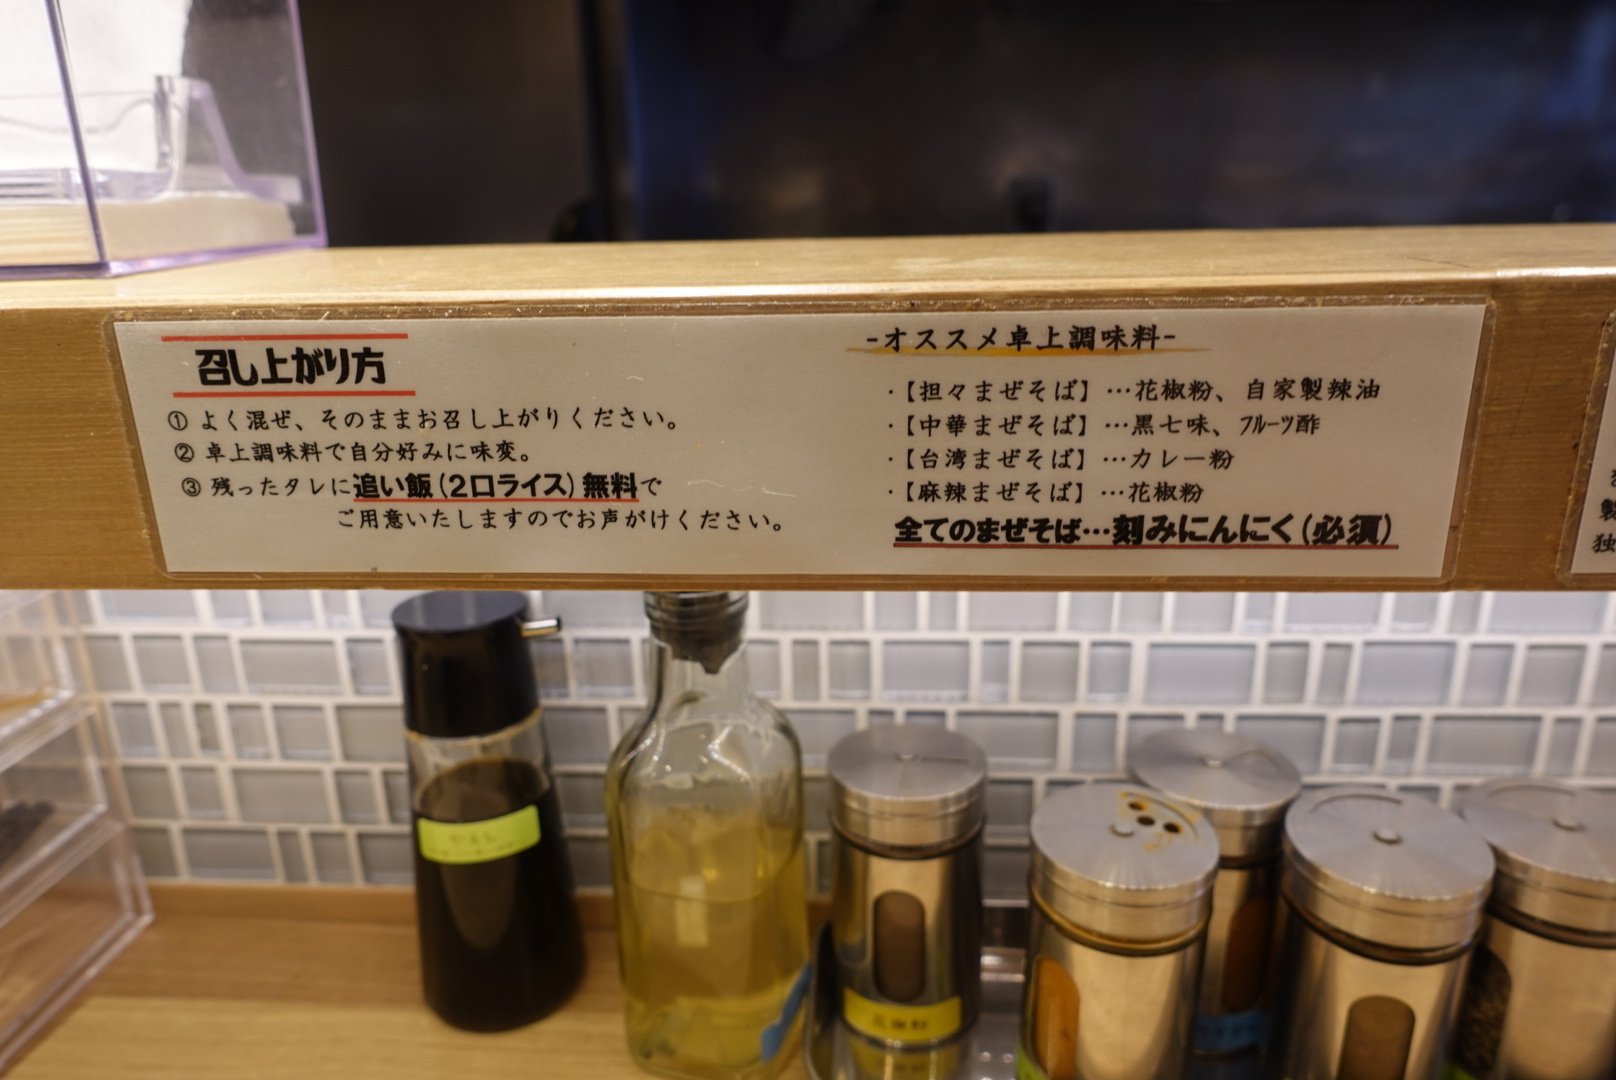 召し上がり方
① よく混ぜ、そのままお召し上がりください。
② 卓上調味料で自分好みに味変。
③ 残ったタレに追い飯(2口ライス)無料で
ご用意いたしますのでお声がけください。
-オススメ卓上調味料-
・【担々まぜそば】…花椒粉、自家製辣油
・【中華まぜそば】…黒七味、フルーツ酢
・【台湾まぜそば】…カレー粉
・【麻辣まぜそば】…花椒粉
全てのまぜそば…刻みにんにく(必須)
製
独
花椒粉